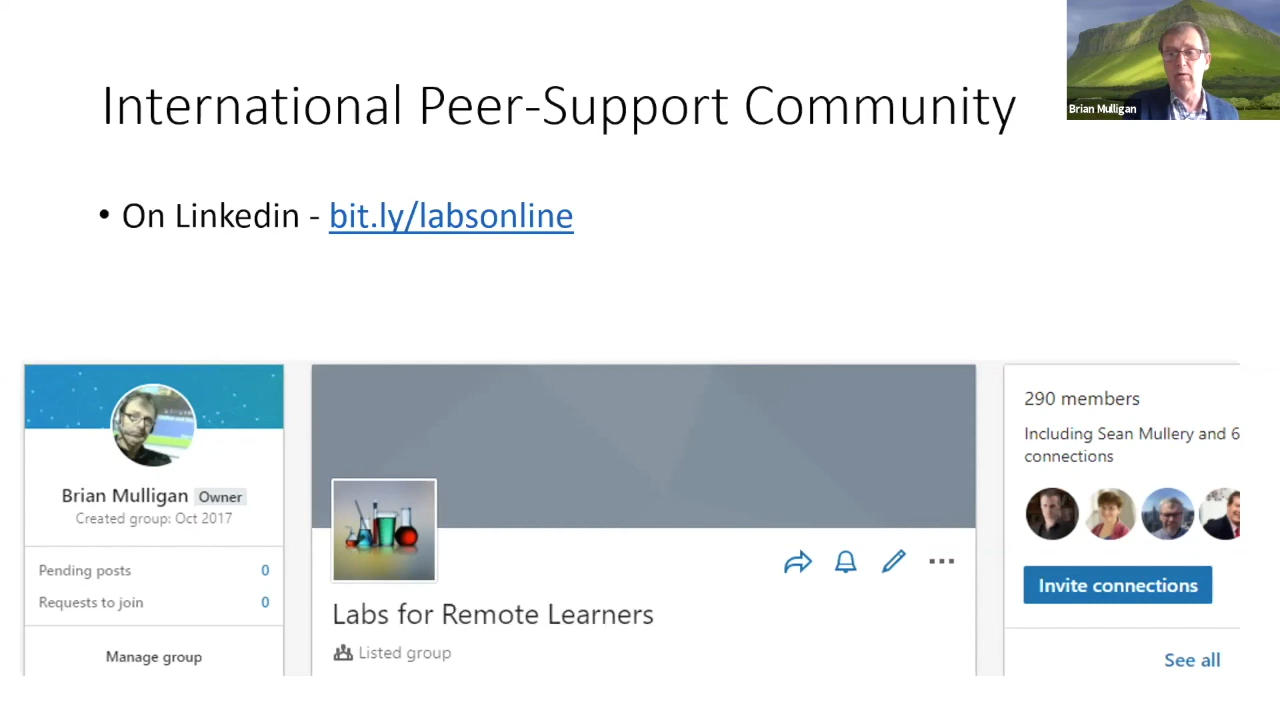 International Peer-Support Community
Brian Mulligan
• On Linkedin - bit.ly/labsonline
Brian Mulligan Owner
Created group: Oct 2017
Pending posts 0
Requests to join 0
Manage group
Labs for Remote Learners
Listed group
290 members
Including Sean Mullery and 6
connections
Invite connections
See all